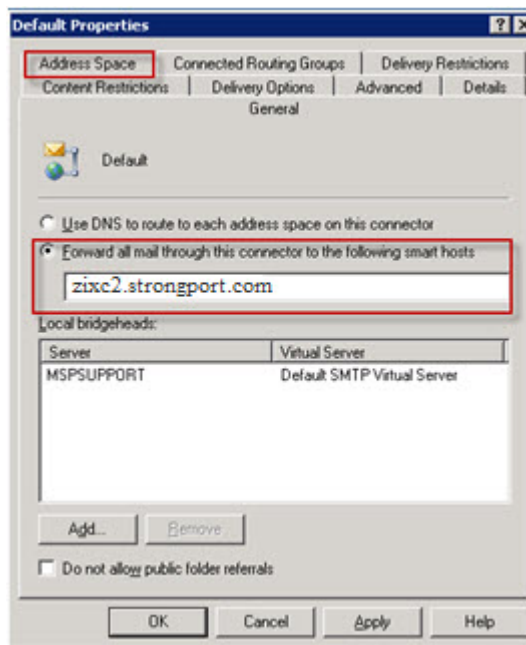 Default Properties
Address Space Connected Routing Groups Delivery Restrictions
Content Restrictions Delivery Options Advanced Details
General
Default
Use DNS to route to each address space on this connector
Forward all mail through this connector to the following smart hosts
zixc2.strongport.com
Local bridgeheads:
Server Virtual Server
MSPSUPPORT Default SMTP Virtual Server
Add... Remove
Do not allow public folder referrals
OK Cancel Apply Help